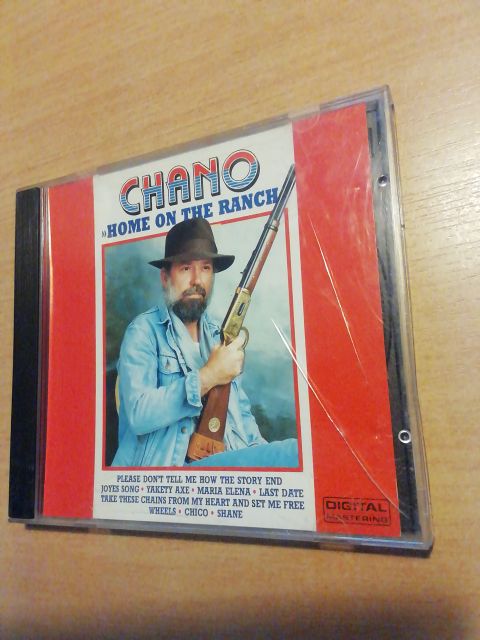 CHANO
»HOME ON THE RANCH
PLEASE DON'T TELL ME HOW THE STORY END
JOYES SONG • YAKETY AXE • MARIA ELENA • LAST DATE
TAKE THESE CHAINS FROM MY HEART AND SET ME FREE
WHEELS • CHICO • SHANE
DIGITAL
MASTERING